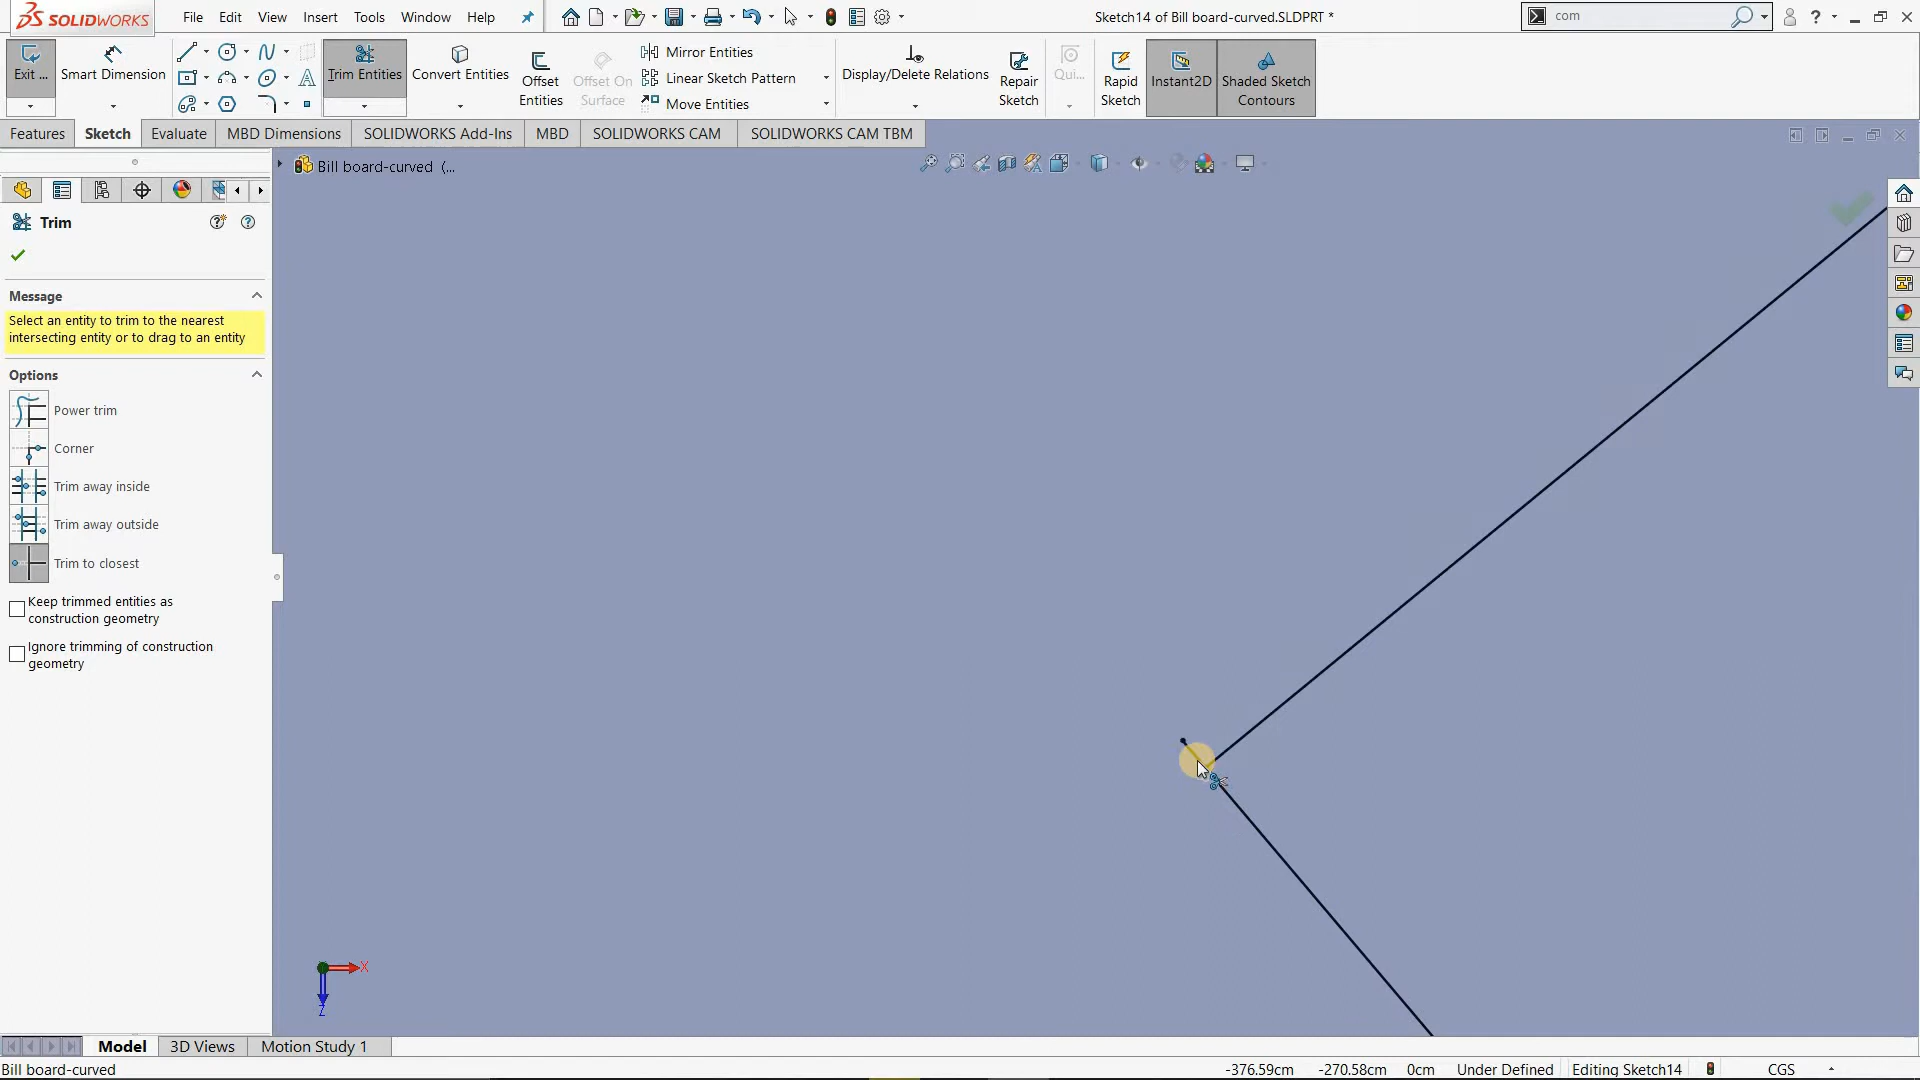 SOLIDWORKS
File
Edit
View
Insert
Tools
Window
Help
Sketch14 of Bill board-curved.SLDPRT *
com
Exit ...
Smart Dimension
Trim Entities
Convert Entities
Offset
Entities
Offset On
Surface
Mirror Entities
Linear Sketch Pattern
Move Entities
Display/Delete Relations
Repair
Sketch
Qui...
Rapid
Sketch
Instant2D
Shaded Sketch
Contours
Features
Sketch
Evaluate
MBD Dimensions
SOLIDWORKS Add-Ins
MBD
SOLIDWORKS CAM
SOLIDWORKS CAM TBM
Bill board-curved (...
Trim
Message
Select an entity to trim to the nearest
intersecting entity or to drag to an entity
Options
Power trim
Corner
Trim away inside
Trim away outside
Trim to closest
Keep trimmed entities as
construction geometry
Ignore trimming of construction
geometry
X
Z
Model
3D Views
Motion Study 1
Bill board-curved
-376.59cm
-270.58cm
0cm
Under Defined
Editing Sketch14
CGS